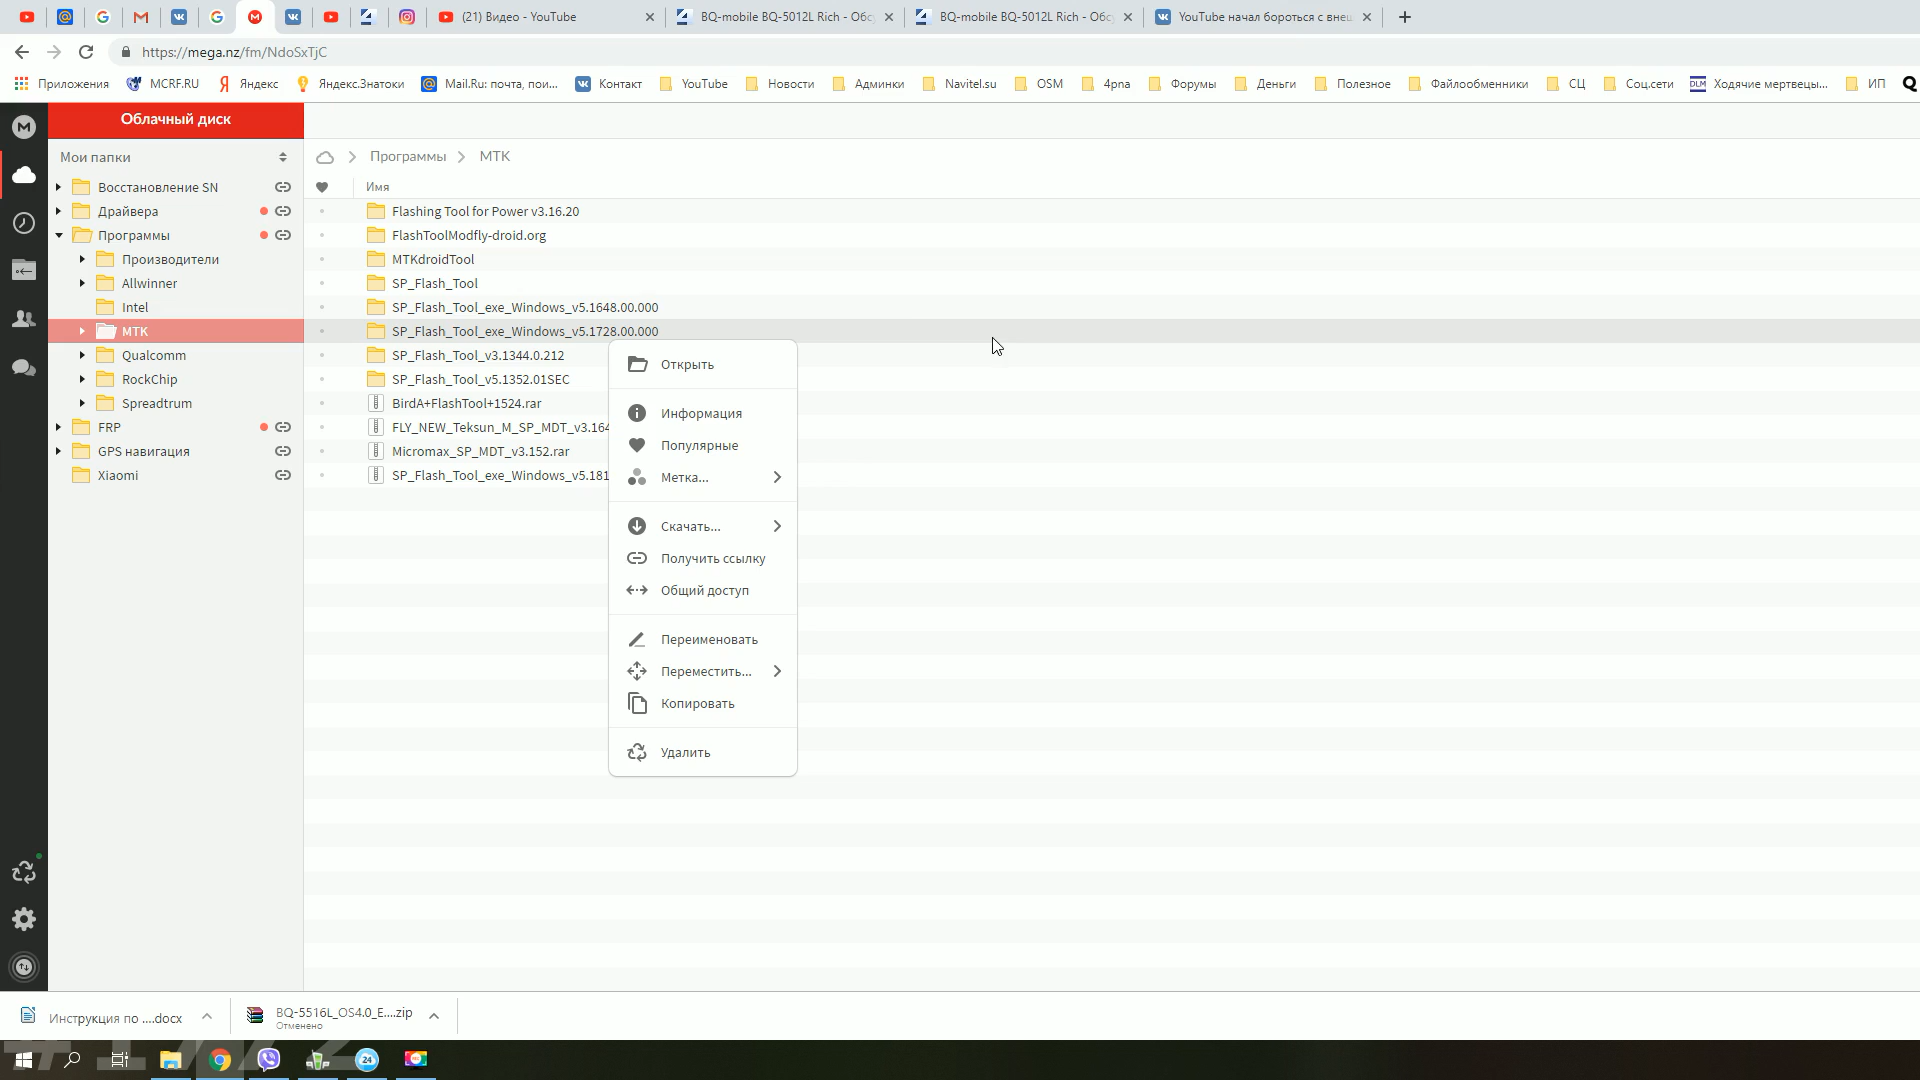 (21) Видео - YouTube
BQ-mobile BQ-5012L Rich - Обс
BQ-mobile BQ-5012L Rich - Обс
YouTube начал бороться с внеш
https://mega.nz/fm/NdoSxTjC
Приложения
MCRF.RU
Яндекс
Яндекс.Знатоки
Mail.Ru: почта, пои...
Контакт
YouTube
Новости
Админки
Navitel.su
OSM
4pna
Форумы
Деньги
Полезное
Файлообменники
СЦ
Соц.сети
DLM
Ходячие мертвецы...
ИП
Облачный диск
Мои папки
Восстановление SN
Драйвера
Программы
Производители
Allwinner
Intel
MTK
Qualcomm
RockChip
Spreadtrum
FRP
GPS навигация
Xiaomi
Программы
MTK
Имя
Flashing Tool for Power v3.16.20
FlashToolModfly-droid.org
MTKdroidTool
SP_Flash_Tool
SP_Flash_Tool_exe_Windows_v5.1648.00.000
SP_Flash_Tool_exe_Windows_v5.1728.00.000
SP_Flash_Tool_v3.1344.0.212
SP_Flash_Tool_v5.1352.01SEC
BirdA+FlashTool+1524.rar
FLY_NEW_Teksun_M_SP_MDT_v3.164
Micromax_SP_MDT_v3.152.rar
SP_Flash_Tool_exe_Windows_v5.181
Открыть
Информация
Популярные
Метка...
Скачать...
Получить ссылку
Общий доступ
Переименовать
Переместить...
Копировать
Удалить
Инструкция по ....docx
BQ-5516L_OS4.0_E....zip
Отменено
24